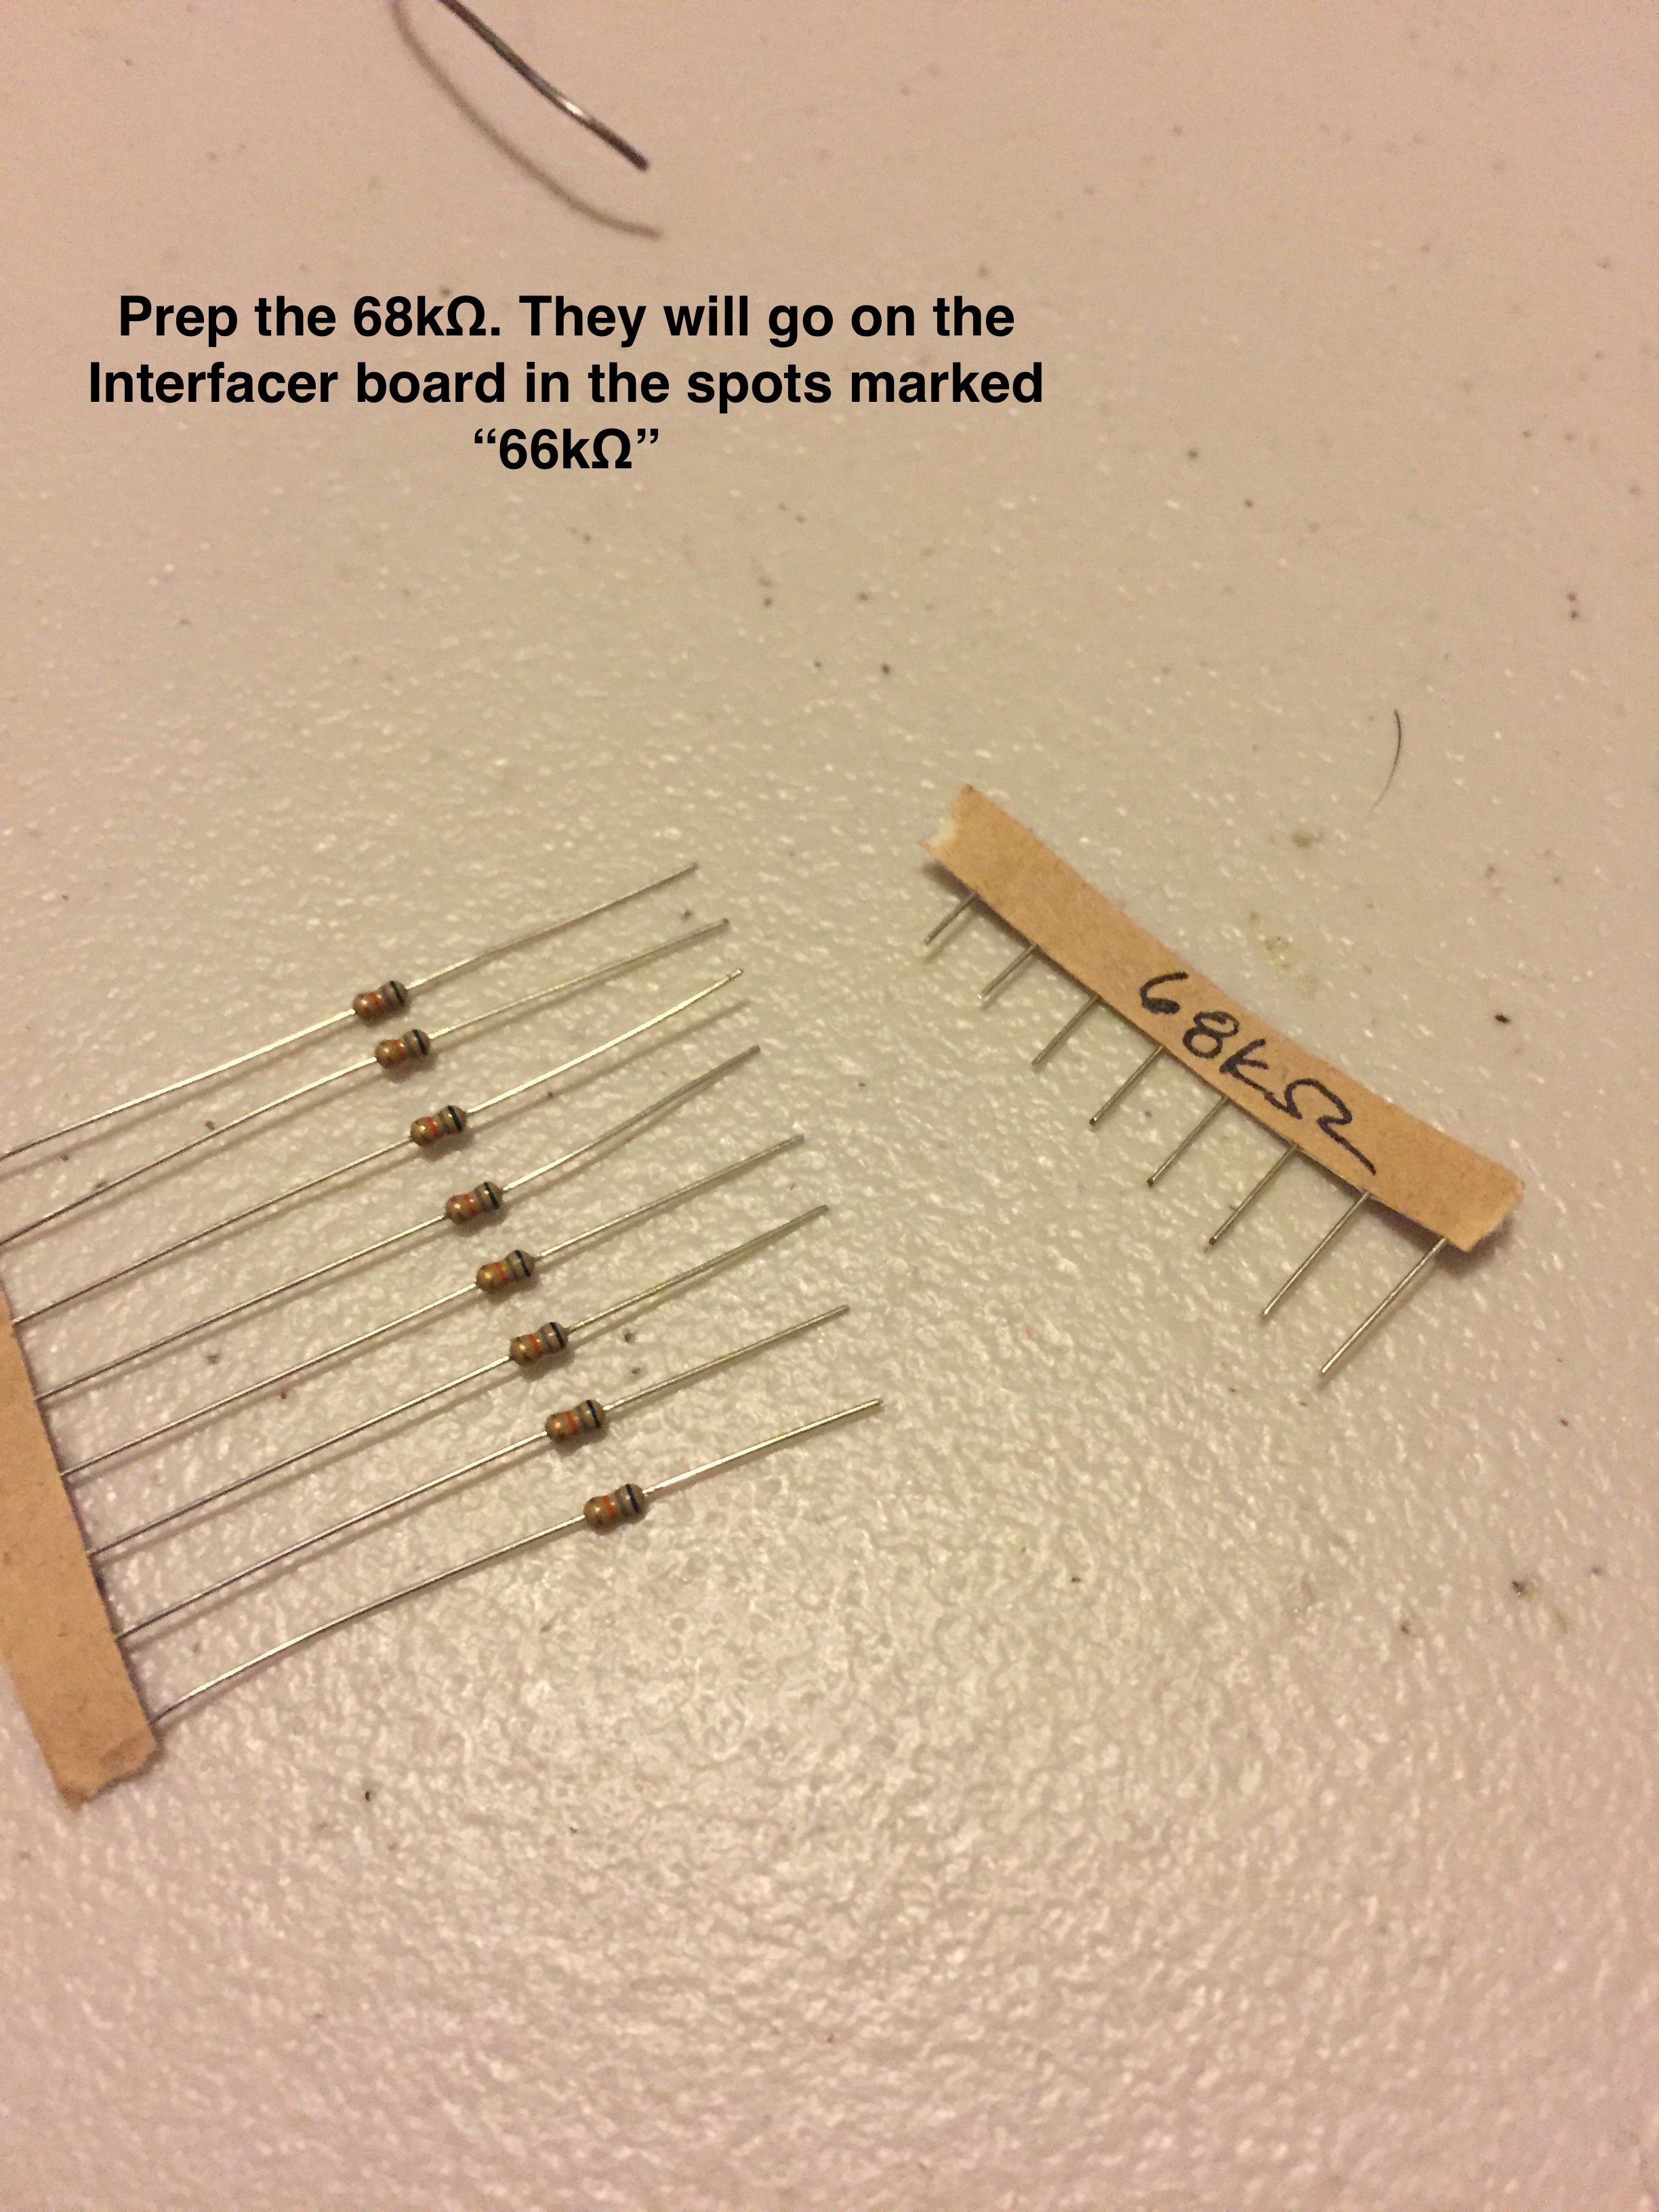 Prep the 68kΩ. They will go on the
Interfacer board in the spots marked
“66kΩ”
68kΩ